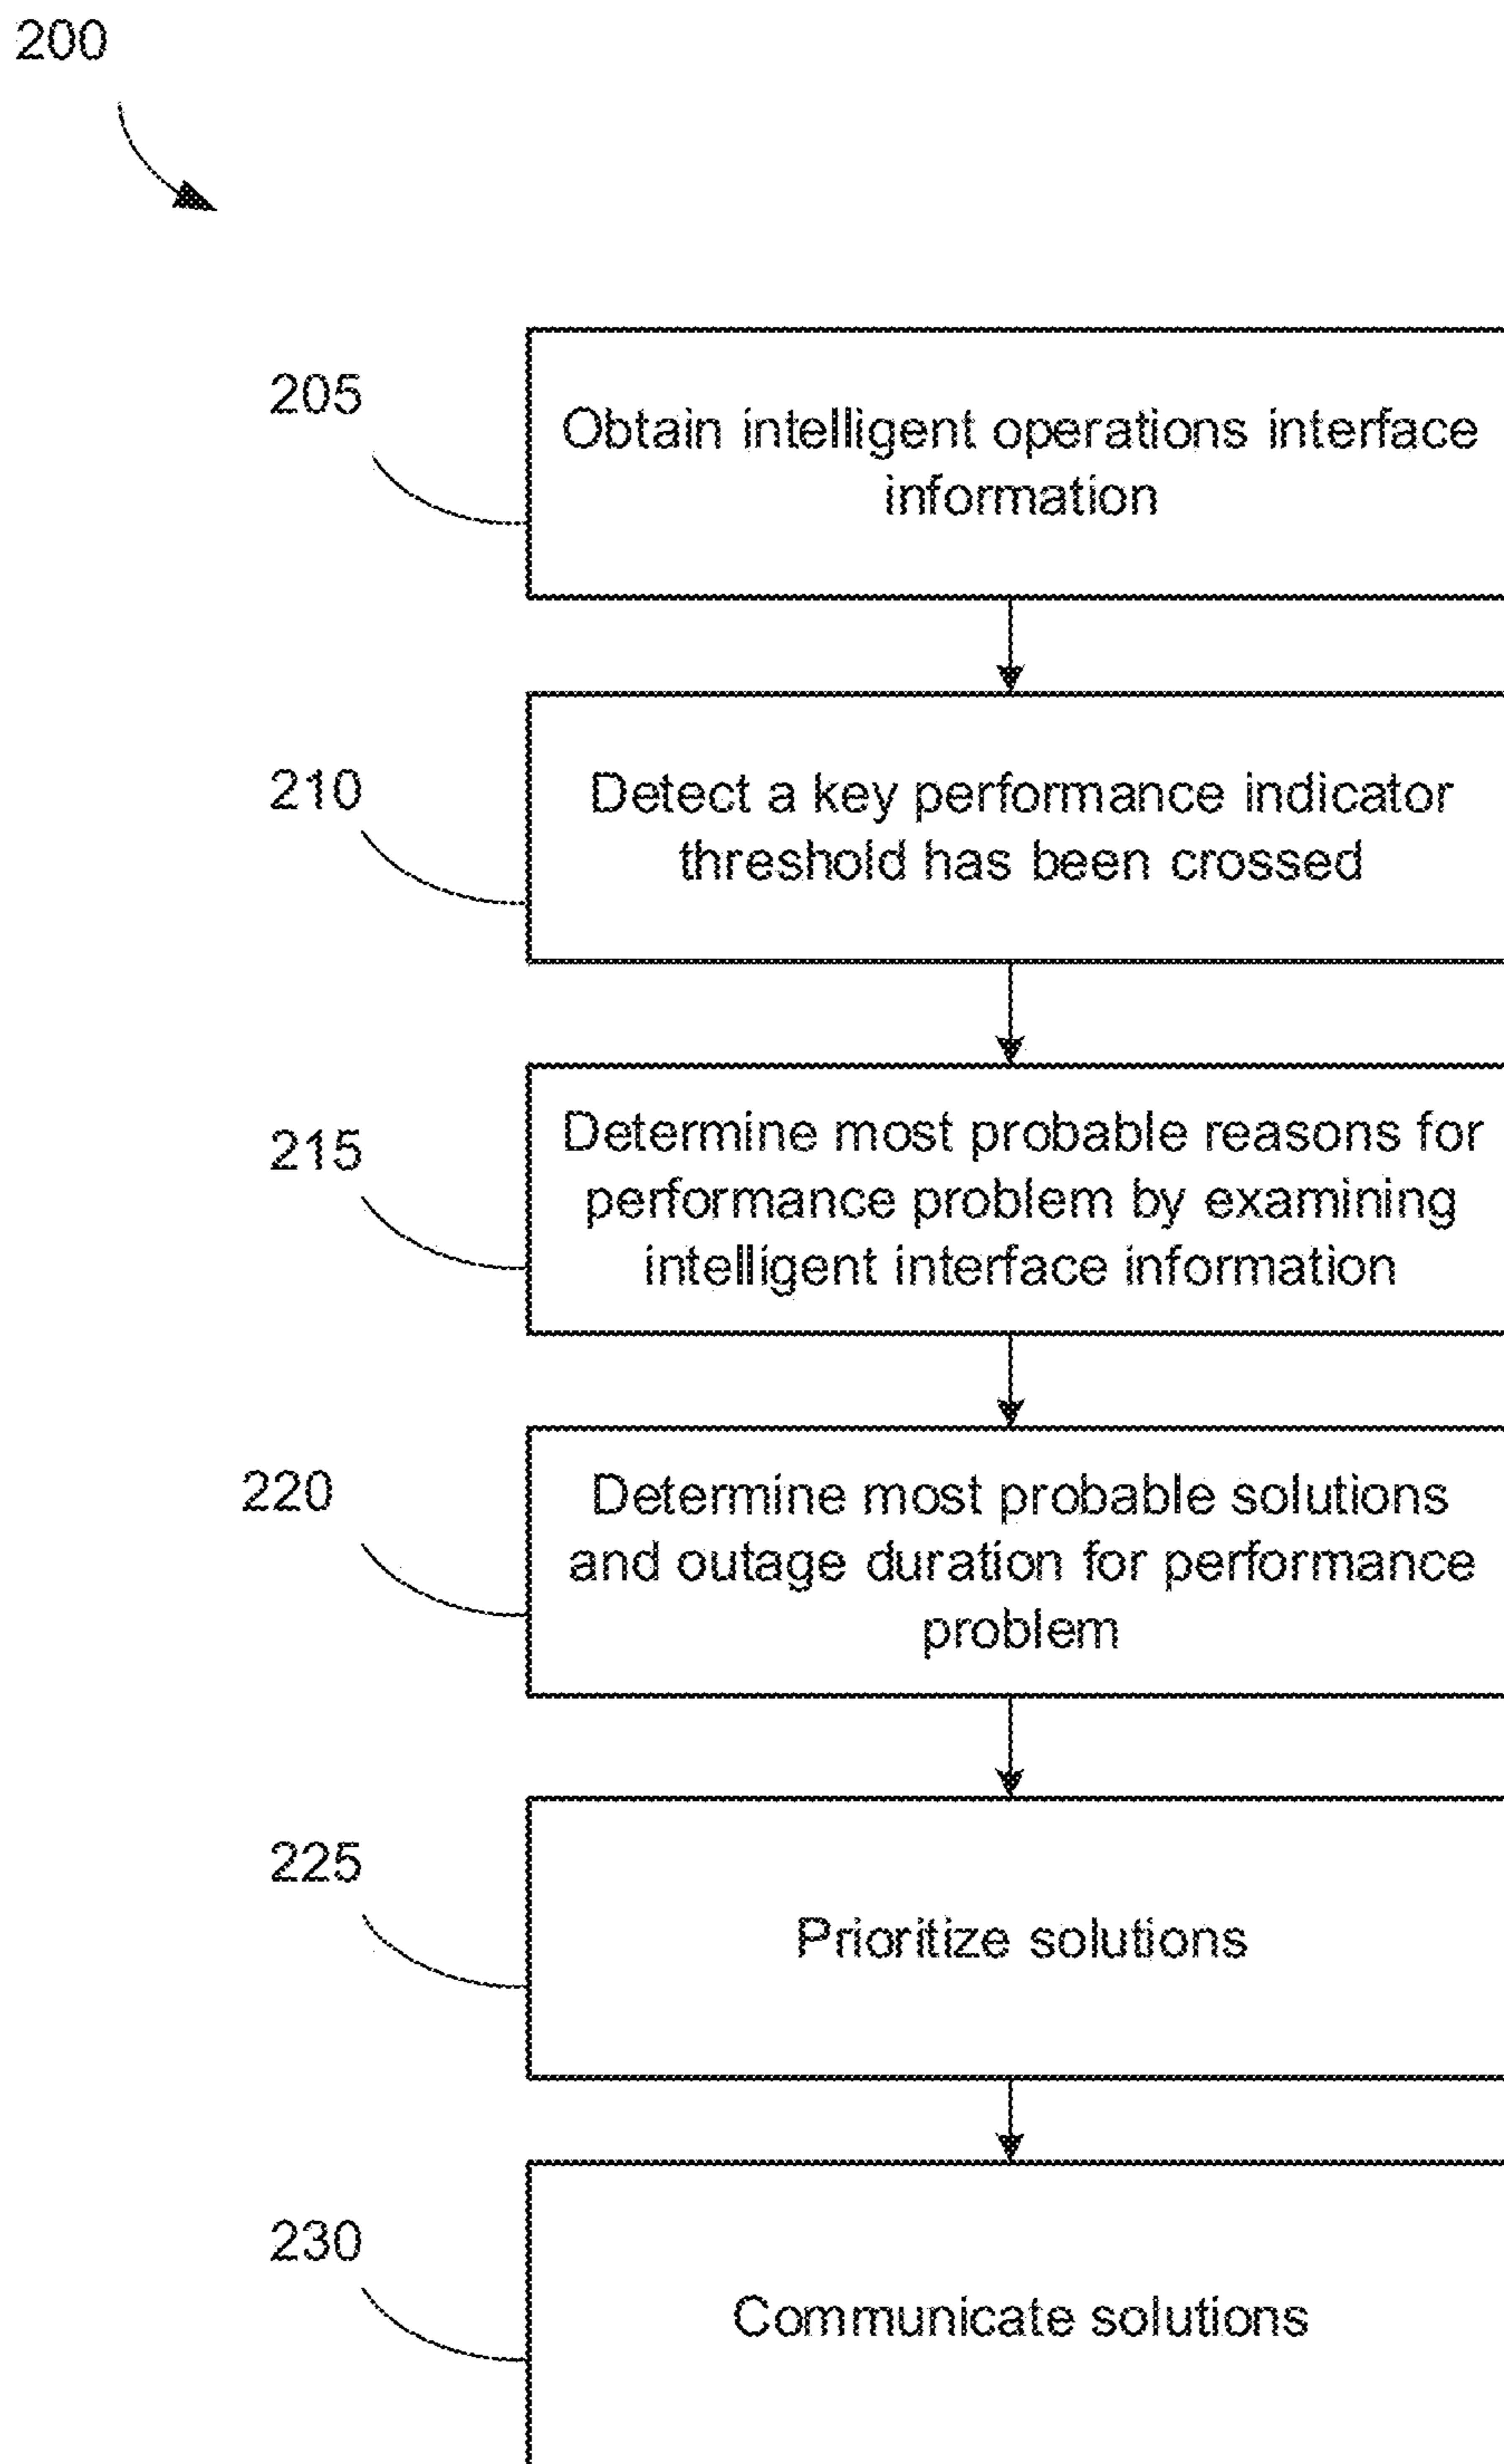 200
205
Obtain intelligent operations interface
information
210
Detect a key performance indicator
threshold has been crossed
215
Determine most probable reasons for
performance problem by examining
intelligent interface information
220
Determine most probable solutions
and outage duration for performance
problem
225
Prioritize solutions
230
Communicate solutions